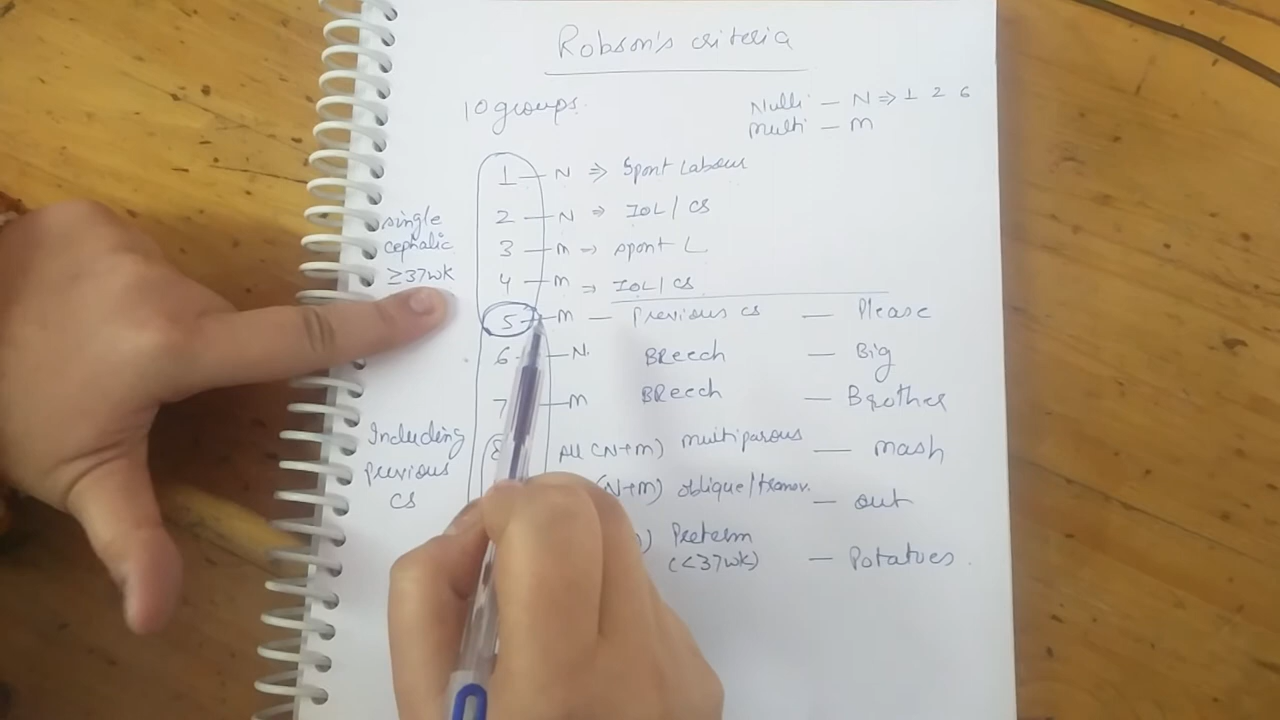 Robson's criteria
10 groups.
Nulli - N ⇒ 1 2 6
Multi - M
1 - N ⇒ Spont Labour
2 - N ⇒ IOL / CS
3 - M ⇒ Spont L
4 - M ⇒ IOL / CS
5 - M - Previous CS - Please
6 - N. Breech - Big
7 - M Breech - Brother
8 All (N+M) multiparous - mash
(N+M) oblique/transv. - out
) Preterm - Potatoes.
(<37wk)
single
cephalic
≥37wk
Including
previous
CS